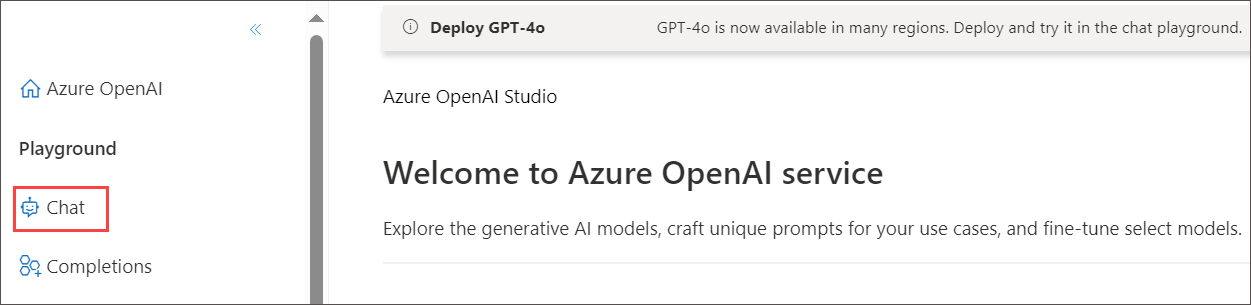 Deploy GPT-4o GPT-4o is now available in many regions. Deploy and try it in the chat playground.
Azure OpenAI
Playground
Chat
Completions
Azure OpenAI Studio
Welcome to Azure OpenAI service
Explore the generative AI models, craft unique prompts for your use cases, and fine-tune select models.